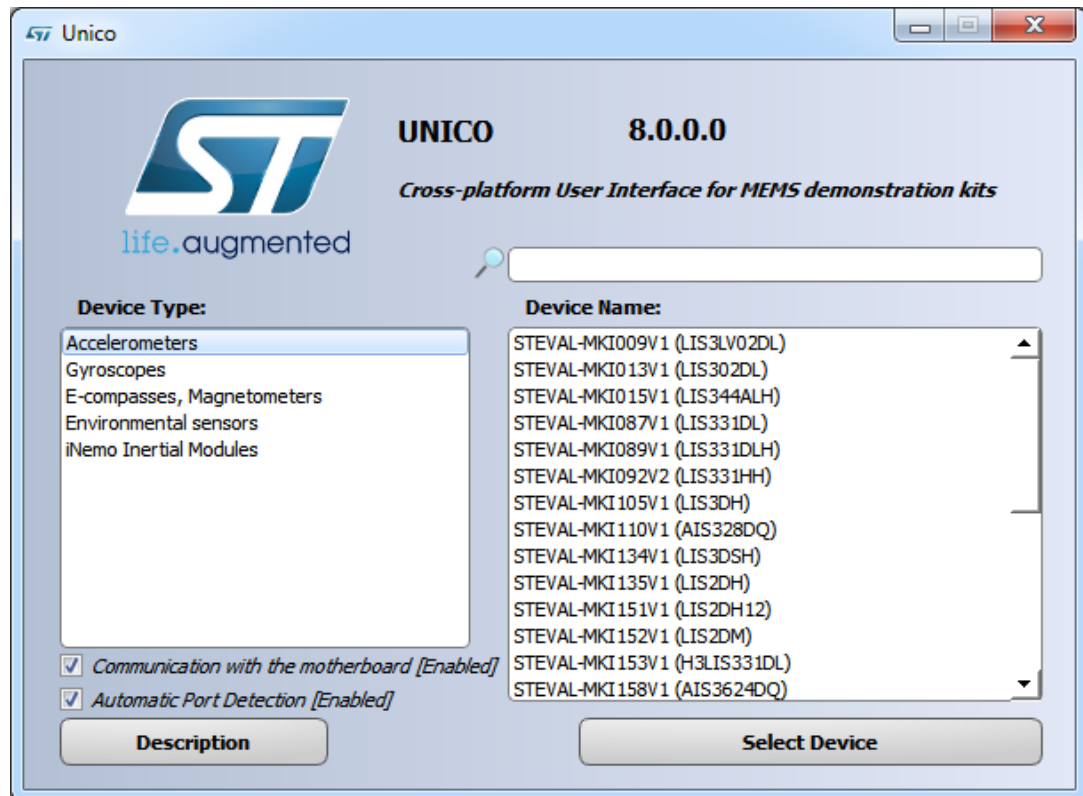 Unico
ST
life.augmented
UNICO 8.0.0.0
Cross-platform User Interface for MEMS demonstration kits
Device Type:
Accelerometers
Gyroscopes
E-compasses, Magnetometers
Environmental sensors
iNemo Inertial Modules
Communication with the motherboard [Enabled]
Automatic Port Detection [Enabled]
Description
Device Name:
STEVAL-MKI009V1 (LIS3LV02DL)
STEVAL-MKI013V1 (LIS302DL)
STEVAL-MKI015V1 (LIS344ALH)
STEVAL-MKI087V1 (LIS331DL)
STEVAL-MKI089V1 (LIS331DLH)
STEVAL-MKI092V2 (LIS331HH)
STEVAL-MKI105V1 (LIS3DH)
STEVAL-MKI110V1 (AIS328DQ)
STEVAL-MKI134V1 (LIS3DSH)
STEVAL-MKI135V1 (LIS2DH)
STEVAL-MKI151V1 (LIS2DH12)
STEVAL-MKI152V1 (LIS2DM)
STEVAL-MKI153V1 (H3LIS331DL)
STEVAL-MKI158V1 (AIS3624DQ)
Select Device